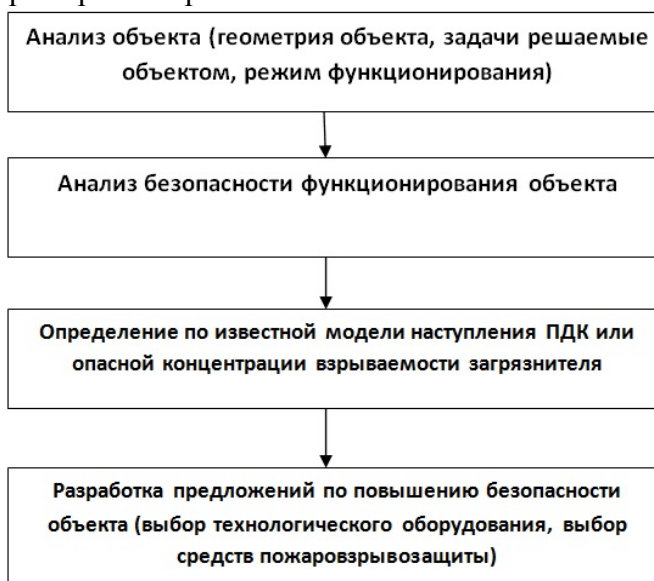 Анализ объекта (геометрия объекта, задачи решаемые
объектом, режим функционирования)
Анализ безопасности функционирования объекта
Определение по известной модели наступления ПДК или
опасной концентрации взрываемости загрязнителя
Разработка предложений по повышению безопасности
объекта (выбор технологического оборудования, выбор
средств пожаровзрывозащиты)